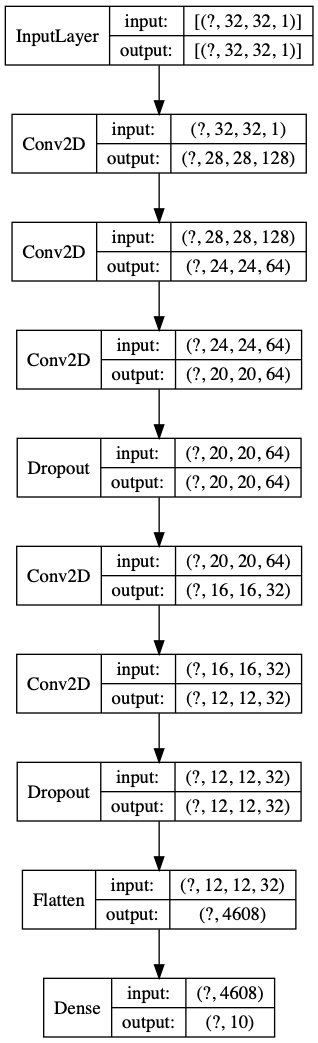 InputLayer input: [(?, 32, 32, 1)]
output: [(?, 32, 32, 1)]
Conv2D input: (?, 32, 32, 1)
output: (?, 28, 28, 128)
Conv2D input: (?, 28, 28, 128)
output: (?, 24, 24, 64)
Conv2D input: (?, 24, 24, 64)
output: (?, 20, 20, 64)
Dropout input: (?, 20, 20, 64)
output: (?, 20, 20, 64)
Conv2D input: (?, 20, 20, 64)
output: (?, 16, 16, 32)
Conv2D input: (?, 16, 16, 32)
output: (?, 12, 12, 32)
Dropout input: (?, 12, 12, 32)
output: (?, 12, 12, 32)
Flatten input: (?, 12, 12, 32)
output: (?, 4608)
Dense input: (?, 4608)
output: (?, 10)